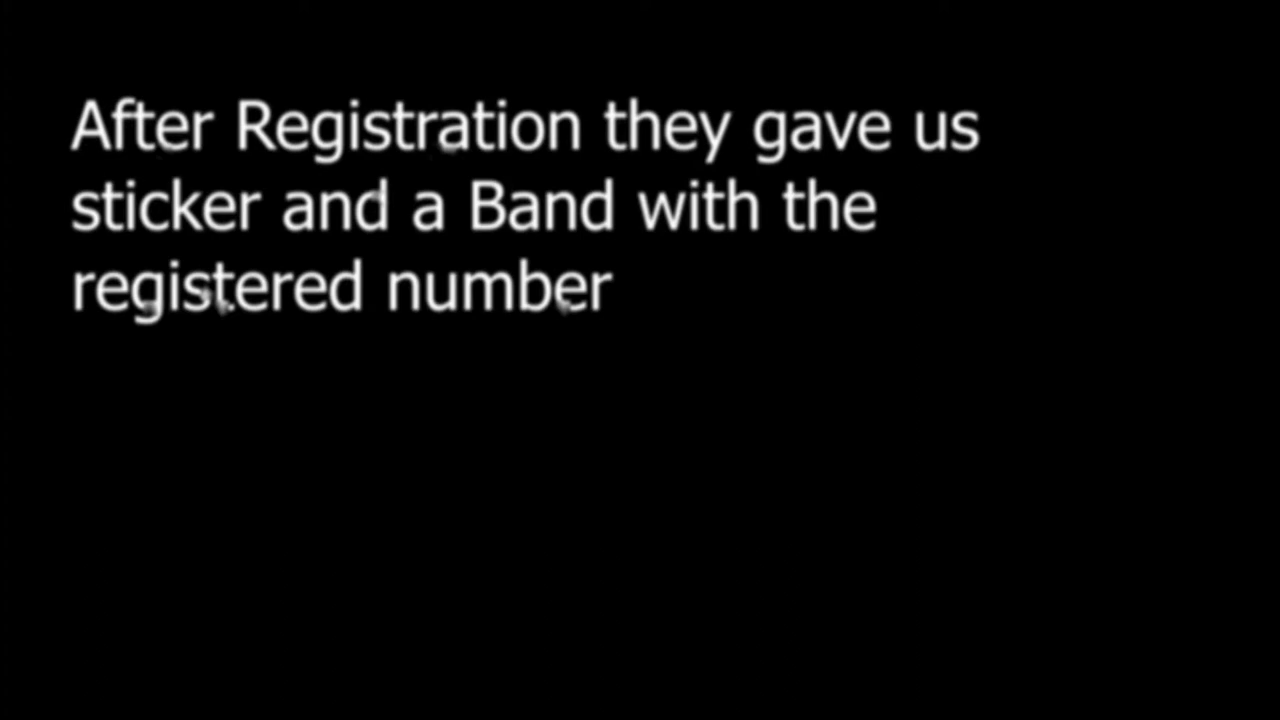 After Registration they gave us
sticker and a Band with the
registered number